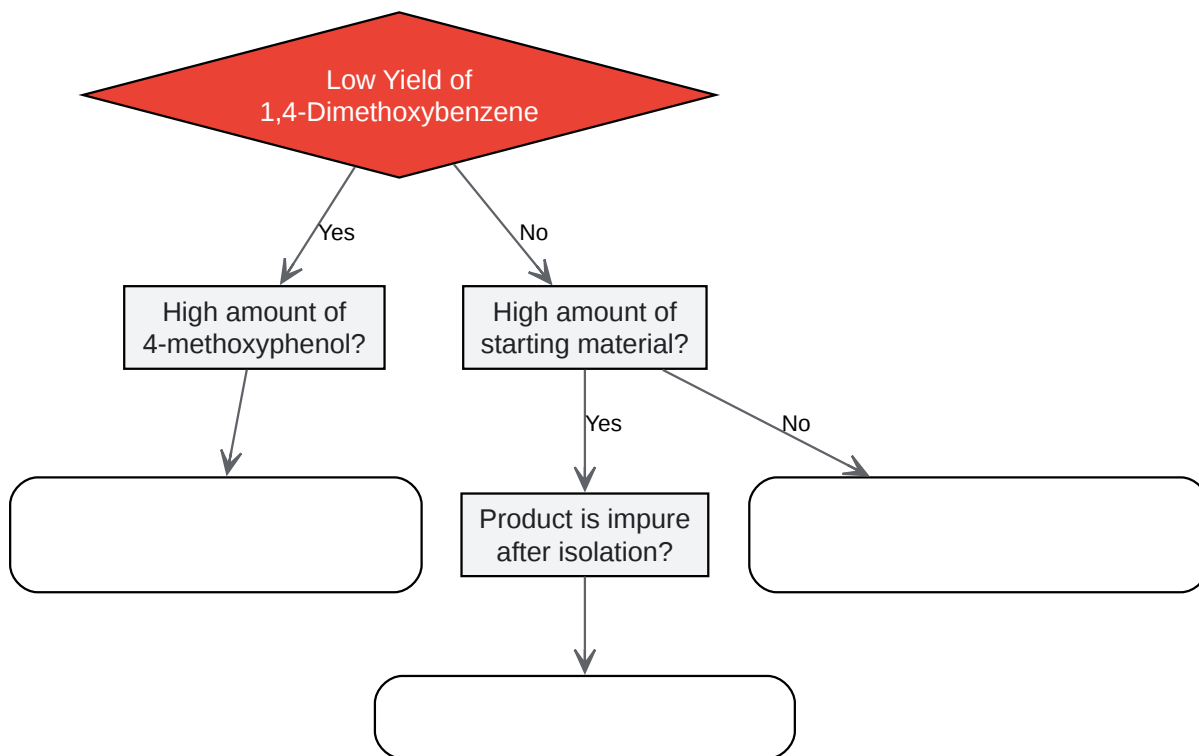 Low Yield of
1,4-Dimethoxybenzene
Yes
No
High amount of
4-methoxyphenol?
High amount of
starting material?
Yes
No
Product is impure
after isolation?